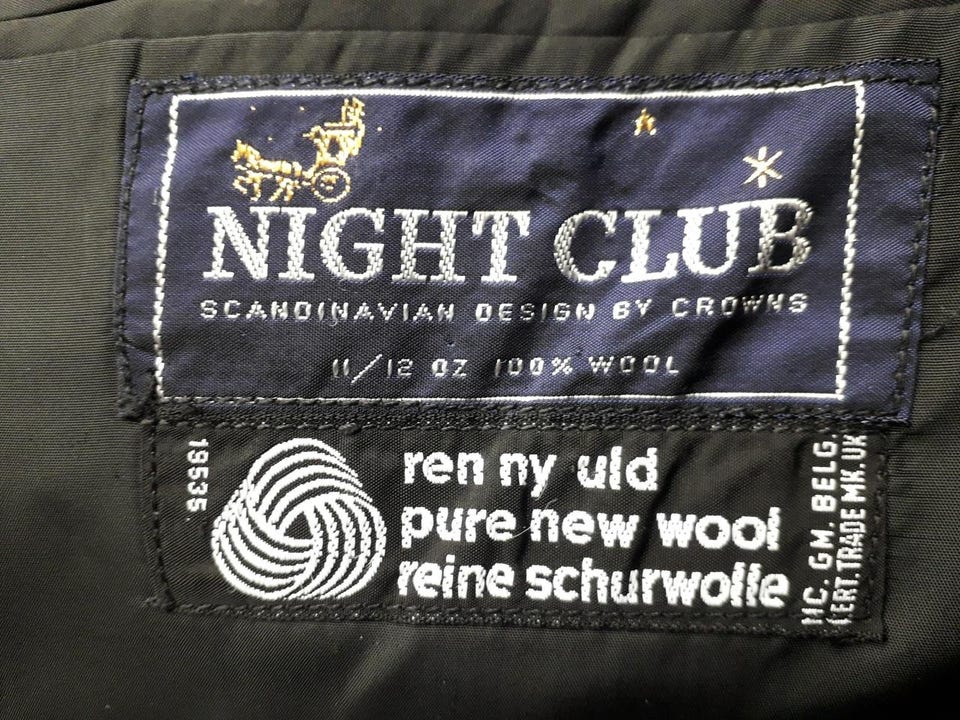 NIGHT CLUB
SCANDINAVIAN DESIGN BY CROWNS
11/12 OZ 100% WOOL
19535
ren ny uld
pure new wool
reine schurwolle
MC.. GM. BELG.
CERT. TRADE MK. UK